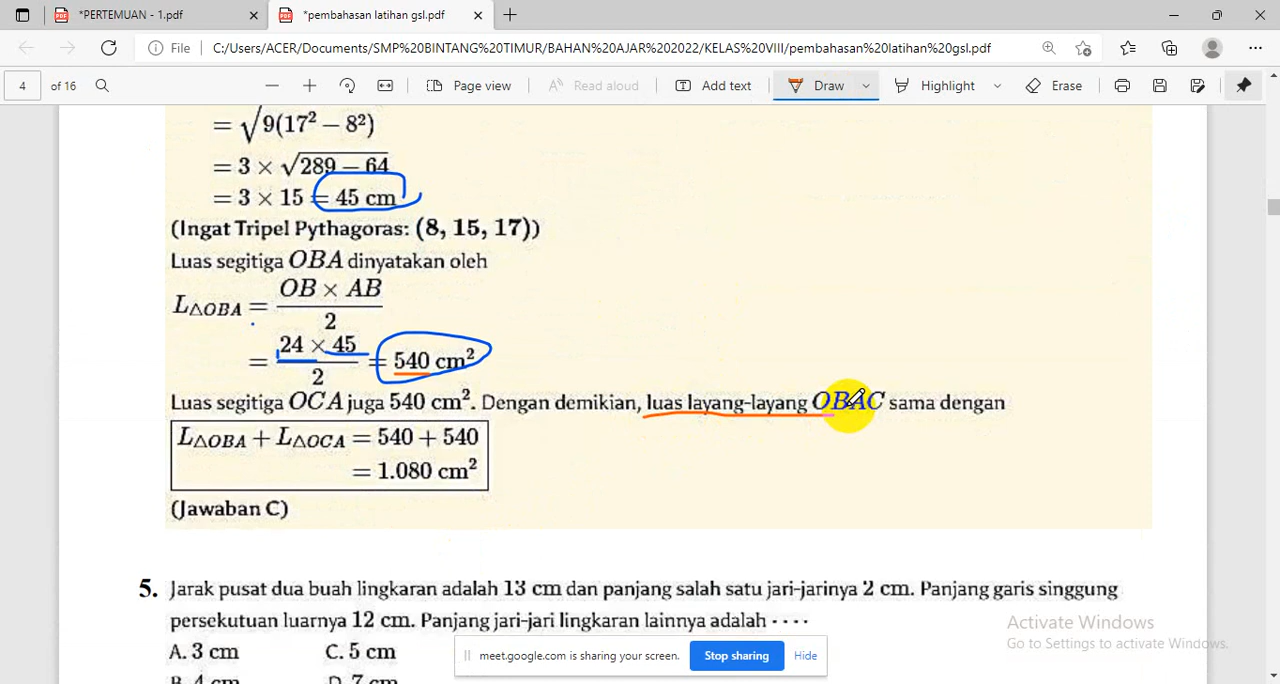 *PERTEMUAN - 1.pdf
*pembahasan latihan gsl.pdf
File C:/Users/ACER/Documents/SMP%20BINTANG%20TIMUR/BAHAN%20AJAR%202022/KELAS%20VIII/pembahasan%20latihan%20gsl.pdf
4 of 16 Page view Read aloud Add text Draw Highlight Erase
= √9(17² − 8²)
= 3 × √289 − 64
= 3 × 15 = 45 cm
(Ingat Tripel Pythagoras: (8, 15, 17))
Luas segitiga OBA dinyatakan oleh
L△OBA = OB × AB / 2
= 24 × 45 / 2 = 540 cm²
Luas segitiga OCA juga 540 cm². Dengan demikian, luas layang-layang OBAC sama dengan
L△OBA + L△OCA = 540 + 540
= 1.080 cm²
(Jawaban C)
5. Jarak pusat dua buah lingkaran adalah 13 cm dan panjang salah satu jari-jarinya 2 cm. Panjang garis singgung
persekutuan luarnya 12 cm. Panjang jari-jari lingkaran lainnya adalah ····
A. 3 cm C. 5 cm
B. 4 cm D. 7 cm
Activate Windows
Go to Settings to activate Windows.
meet.google.com is sharing your screen. Stop sharing Hide